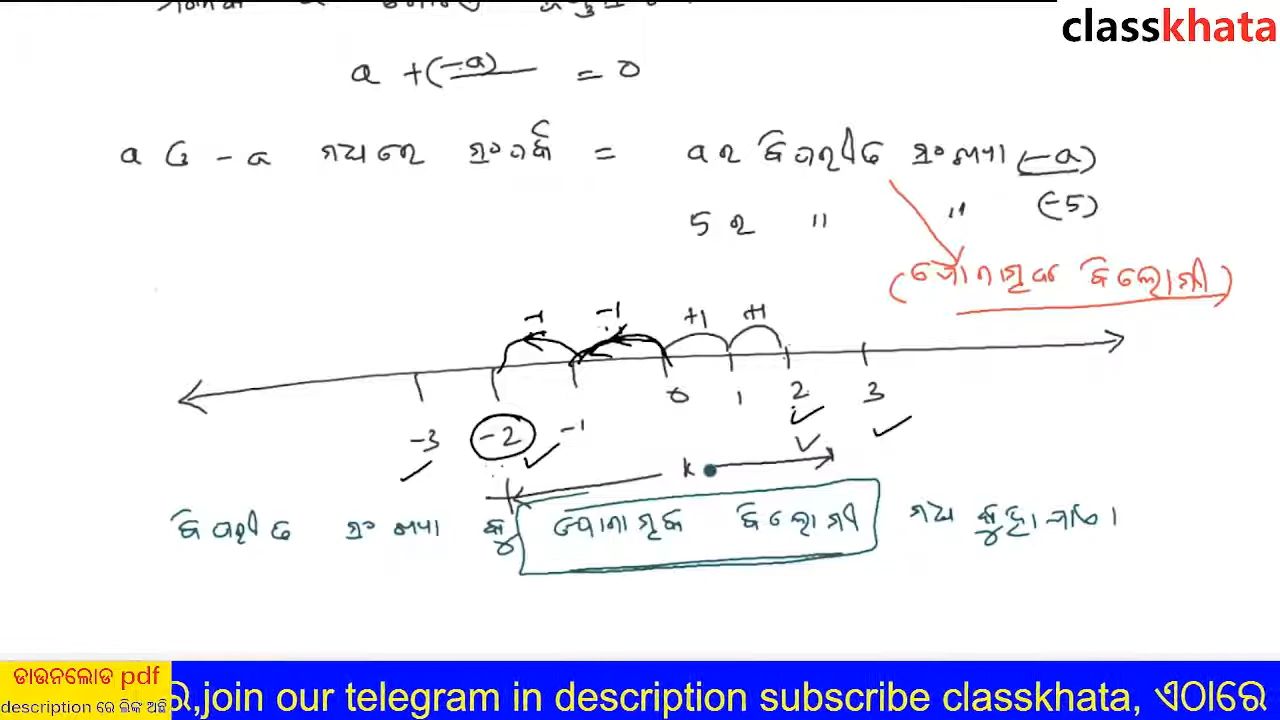 classkhata
a + (-a) = 0
a ଓ - a ମଧ୍ୟରେ ସଂପର୍କ = aର ବିପରୀତ ସଂଖ୍ୟା (-a)
5 ର " " (-5)
(ଯୋଗାତ୍ମକ ବିଲୋମୀ)
-1 -1 +1 +1
0 1 2 3
-3 -2 -1
k
ବିପରୀତ ସଂଖ୍ୟା କୁ ଯୋଗାତ୍ମକ ବିଲୋମୀ ମଧ୍ୟ କୁହାଯାଏ ।
ଡାଉନଲୋଡ pdf
description ରେ ଲିଙ୍କ ଅଛି
ର,join our telegram in description subscribe classkhata, ଏଠାରେ